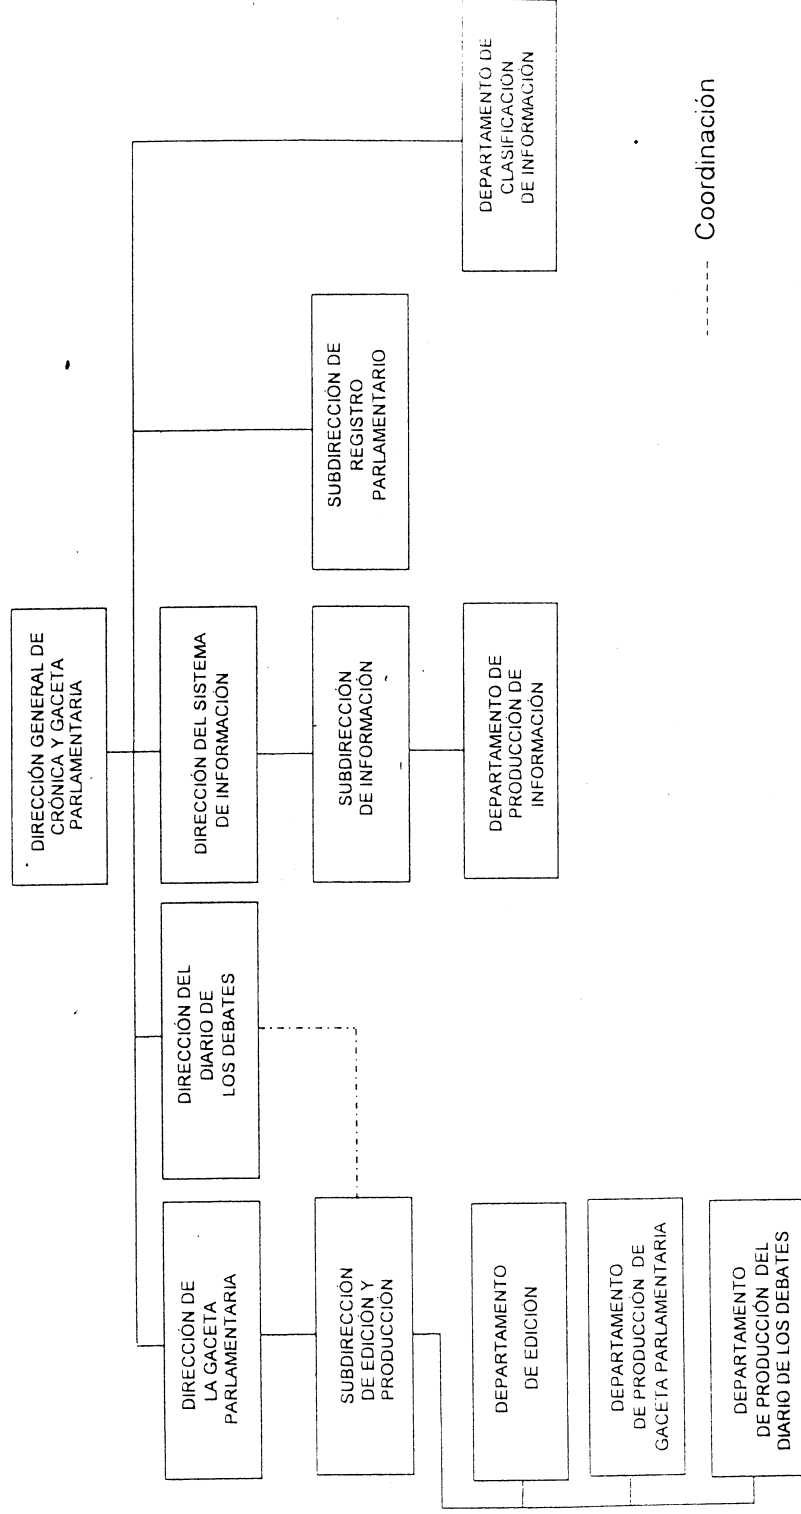 DIRECCIÓN GENERAL DE
CRÓNICA Y GACETA
PARLAMENTARIA
DIRECCIÓN DE
LA GACETA
PARLAMENTARIA
DIRECCIÓN DEL
DIARIO DE
LOS DEBATES
DIRECCIÓN DEL SISTEMA
DE INFORMACIÓN
SUBDIRECCIÓN
DE EDICIÓN Y
PRODUCCIÓN
SUBDIRECCIÓN
DE INFORMACIÓN
SUBDIRECCIÓN DE
REGISTRO
PARLAMENTARIO
DEPARTAMENTO
DE EDICIÓN
DEPARTAMENTO DE
PRODUCCIÓN DE
INFORMACIÓN
DEPARTAMENTO DE
CLASIFICACIÓN
DE INFORMACIÓN
DEPARTAMENTO
DE PRODUCCIÓN DE
GACETA PARLAMENTARIA
DEPARTAMENTO
DE PRODUCCIÓN DEL
DIARIO DE LOS DEBATES
Coordinación